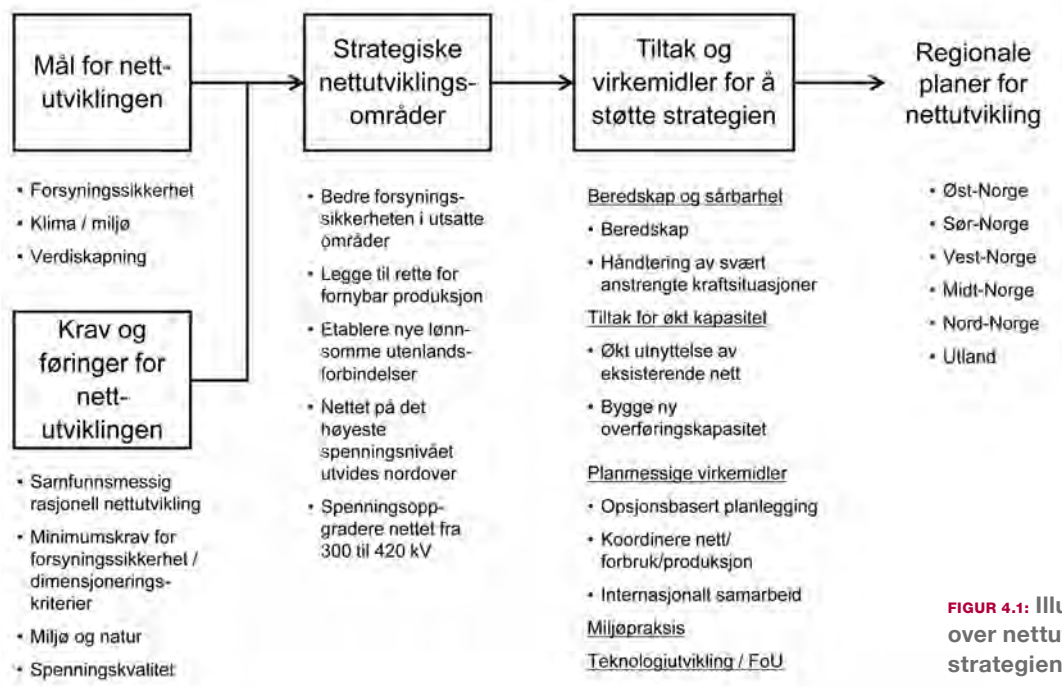 Mål for nett-
utviklingen
• Forsyningssikkerhet
• Klima / miljø
• Verdiskapning
Krav og
føringer for
nett-
utviklingen
• Samfunnsmessig
rasjonell nettutvikling
• Minimumskrav for
forsyningssikkerhet /
dimensjonerings-
kriterier
• Miljø og natur
• Spenningskvalitet
Strategiske
nettutviklings-
områder
• Bedre forsynings-
sikkerheten i utsatte
områder
• Legge til rette for
fornybar produksjon
• Etablere nye lønn-
somme utenlands-
forbindelser
• Nettet på det
høyeste
spenningsnivået
utvides nordover
• Spenningsopp-
gradere nettet fra
300 til 420 kV
Tiltak og
virkemidler for å
støtte strategien
Beredskap og sårbarhet
• Beredskap
• Håndtering av svært
anstrengte kraftsituasjoner
Tiltak for økt kapasitet
• Økt utnyttelse av
eksisterende nett
• Bygge ny
overføringskapasitet
Planmessige virkemidler
• Opsjonsbasert planlegging
• Koordinere nett/
forbruk/produksjon
• Internasjonalt samarbeid
Miljøpraksis
Teknologiutvikling / FoU
Regionale
planer for
nettutvikling
• Øst-Norge
• Sør-Norge
• Vest-Norge
• Midt-Norge
• Nord-Norge
• Utland
FIGUR 4.1:
over
strategien